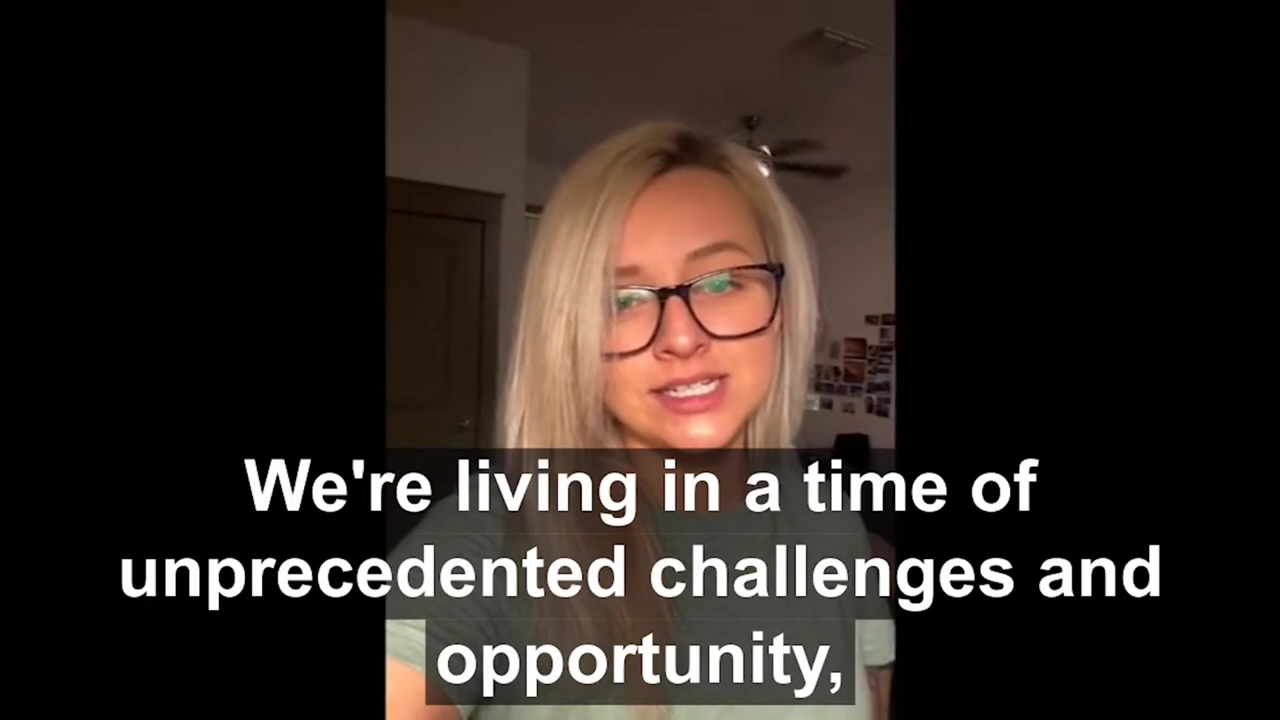 We're living in a time of
unprecedented challenges and
opportunity,